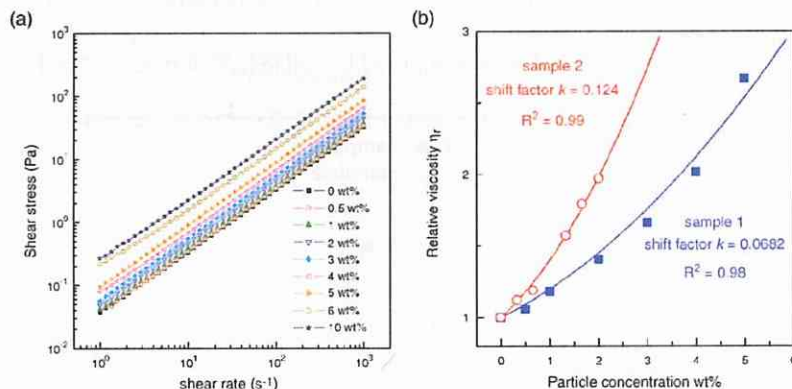 (a)
10³
10²
10¹
10⁰
10⁻¹
10⁻²
Shear stress (Pa)
0 wt%
0.5 wt%
1 wt%
2 wt%
3 wt%
4 wt%
5 wt%
6 wt%
10 wt%
10⁰ 10¹ 10² 10³
shear rate (s⁻¹)
(b)
3
2
1
Relative viscosity ηr
sample 2
shift factor k = 0.124
R² = 0.99
sample 1
shift factor k = 0.0682
R² = 0.98
0 1 2 3 4 5 6
Particle concentration wt%